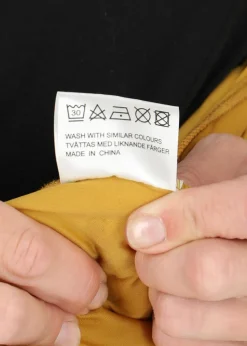 30
WASH WITH SIMILAR COLOURS
TVÄTTAS MED LIKNANDE FÄRGER
MADE IN CHINA.